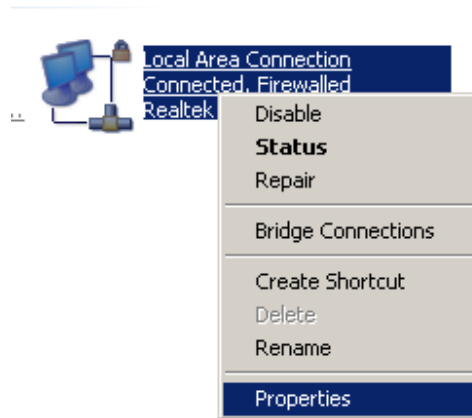 Local Area Connection
Connected, Firewalled
Realtek
Disable
Status
Repair
Bridge Connections
Create Shortcut
Delete
Rename
Properties